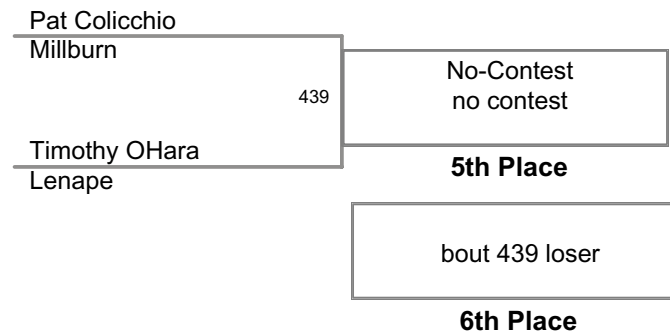 Pat Colicchio
Millburn
439
Timothy OHara
Lenape
No-Contest
no contest
5th Place
bout 439 loser
6th Place